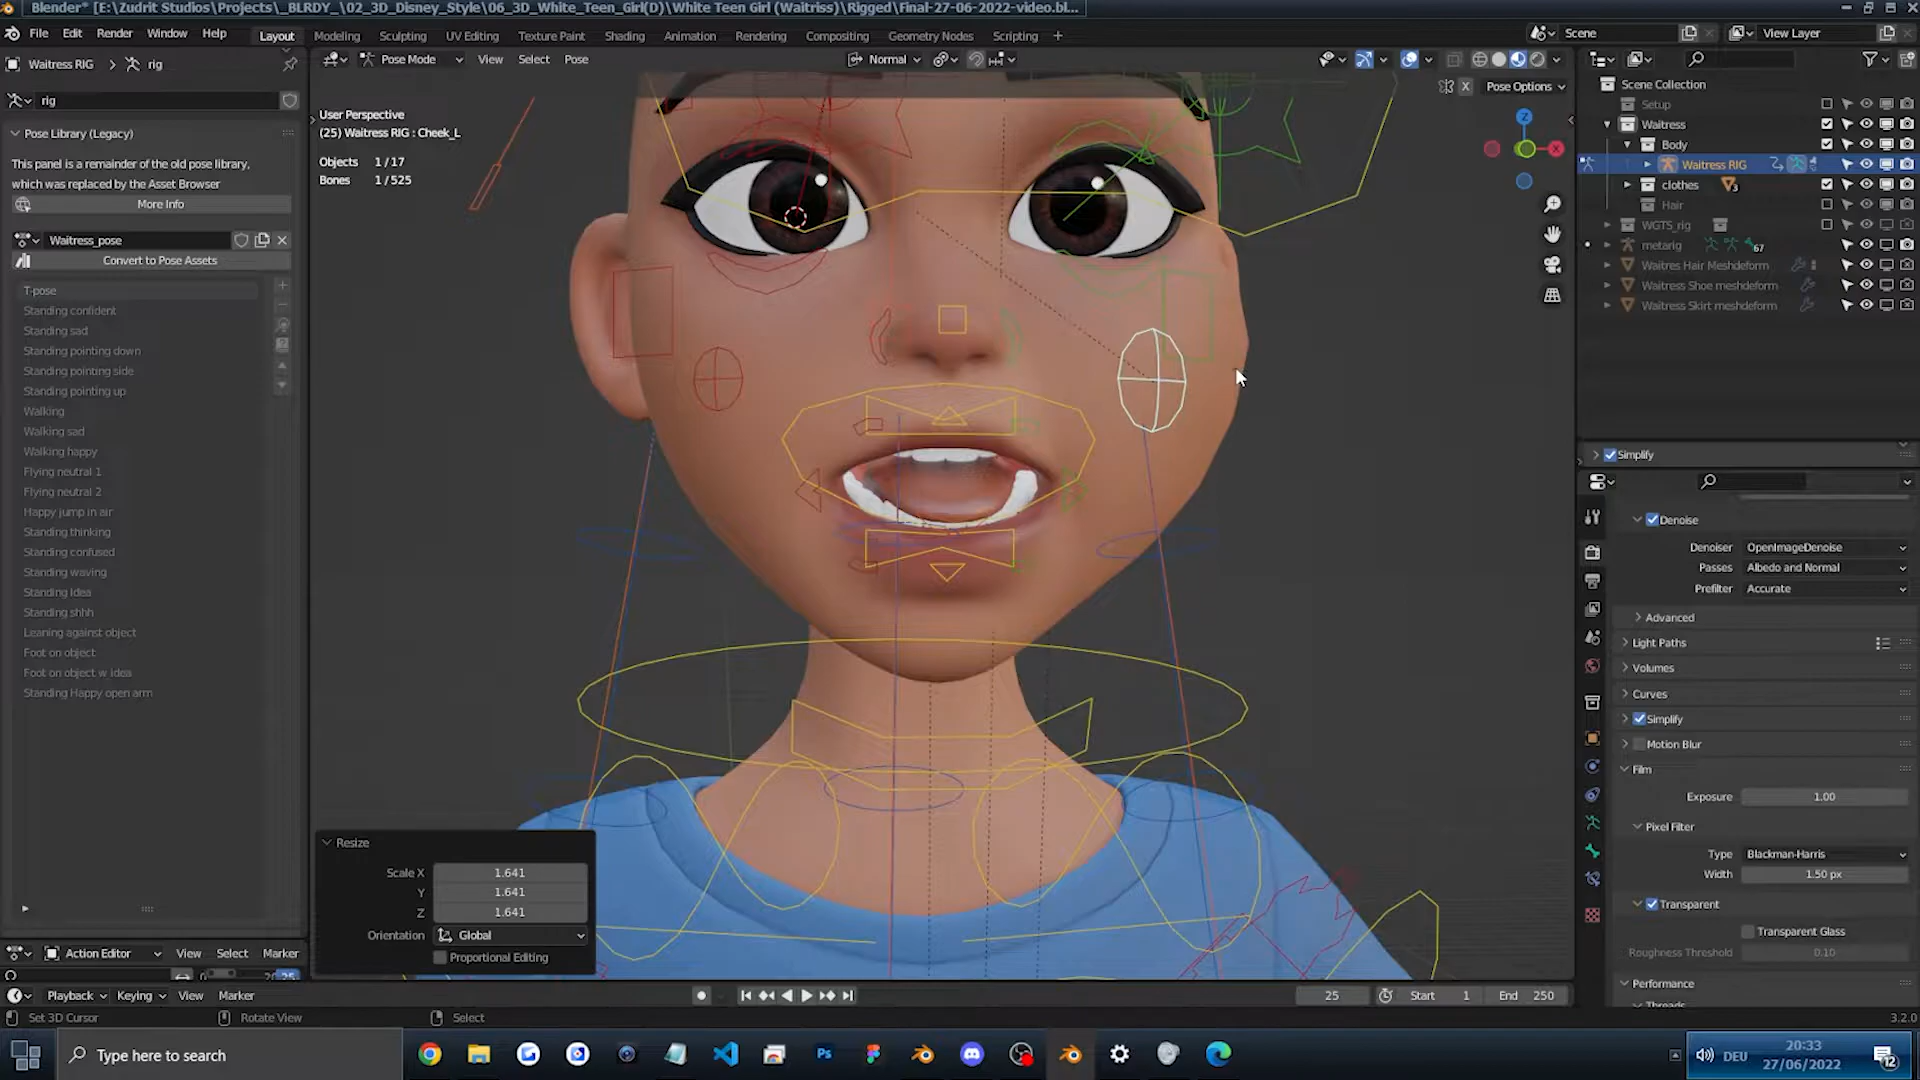 Blender* [E:\Zudrit Studios\Projects\_BLRDY_\02_3D_Disney_Style\06_3D_White_Teen_Girl(D)\White Teen Girl (Waitriss)\Rigged\Final-27-06-2022-video.bl...
File Edit Render Window Help Layout Modeling Sculpting UV Editing Texture Paint Shading Animation Rendering Compositing Geometry Nodes Scripting + Scene View Layer
Waitress RIG > rig
Pose Mode View Select Pose Normal
X Pose Options
rig
Pose Library (Legacy)
This panel is a remainder of the old pose library,
which was replaced by the Asset Browser
More Info
Waitress_pose
Convert to Pose Assets
T-pose
Standing confident
Standing sad
Standing pointing down
Standing pointing side
Standing pointing up
Walking
Walking sad
Walking happy
Flying neutral 1
Flying neutral 2
Happy jump in air
Standing thinking
Standing confused
Standing waving
Standing Idea
Standing shhh
Leaning against object
Foot on object
Foot on object w idea
Standing Happy open arm
User Perspective
(25) Waitress RIG : Cheek_L
Objects 1/17
Bones 1/525
Z
X
Resize
Scale X 1.641
Y 1.641
Z 1.641
Orientation Global
Proportional Editing
Scene Collection
Setup
Waitress
Body
Waitress RIG
clothes 3
Hair
WGTS_rig
metarig 67
Waitres Hair Meshdeform
Waitress Shoe meshdeform
Waitress Skirt meshdeform
Simplify
Denoise
Denoiser OpenImageDenoise
Passes Albedo and Normal
Prefilter Accurate
Advanced
Light Paths
Volumes
Curves
Simplify
Motion Blur
Film
Exposure 1.00
Pixel Filter
Type Blackman-Harris
Width 1.50 px
Transparent
Transparent Glass
Roughness Threshold 0.10
Performance
Threads
Action Editor View Select Marker
25
Playback Keying View Marker 25 Start 1 End 250
Set 3D Cursor Rotate View Select 3.2.0
Type here to search
Ps
DEU
20:33
27/06/2022
12